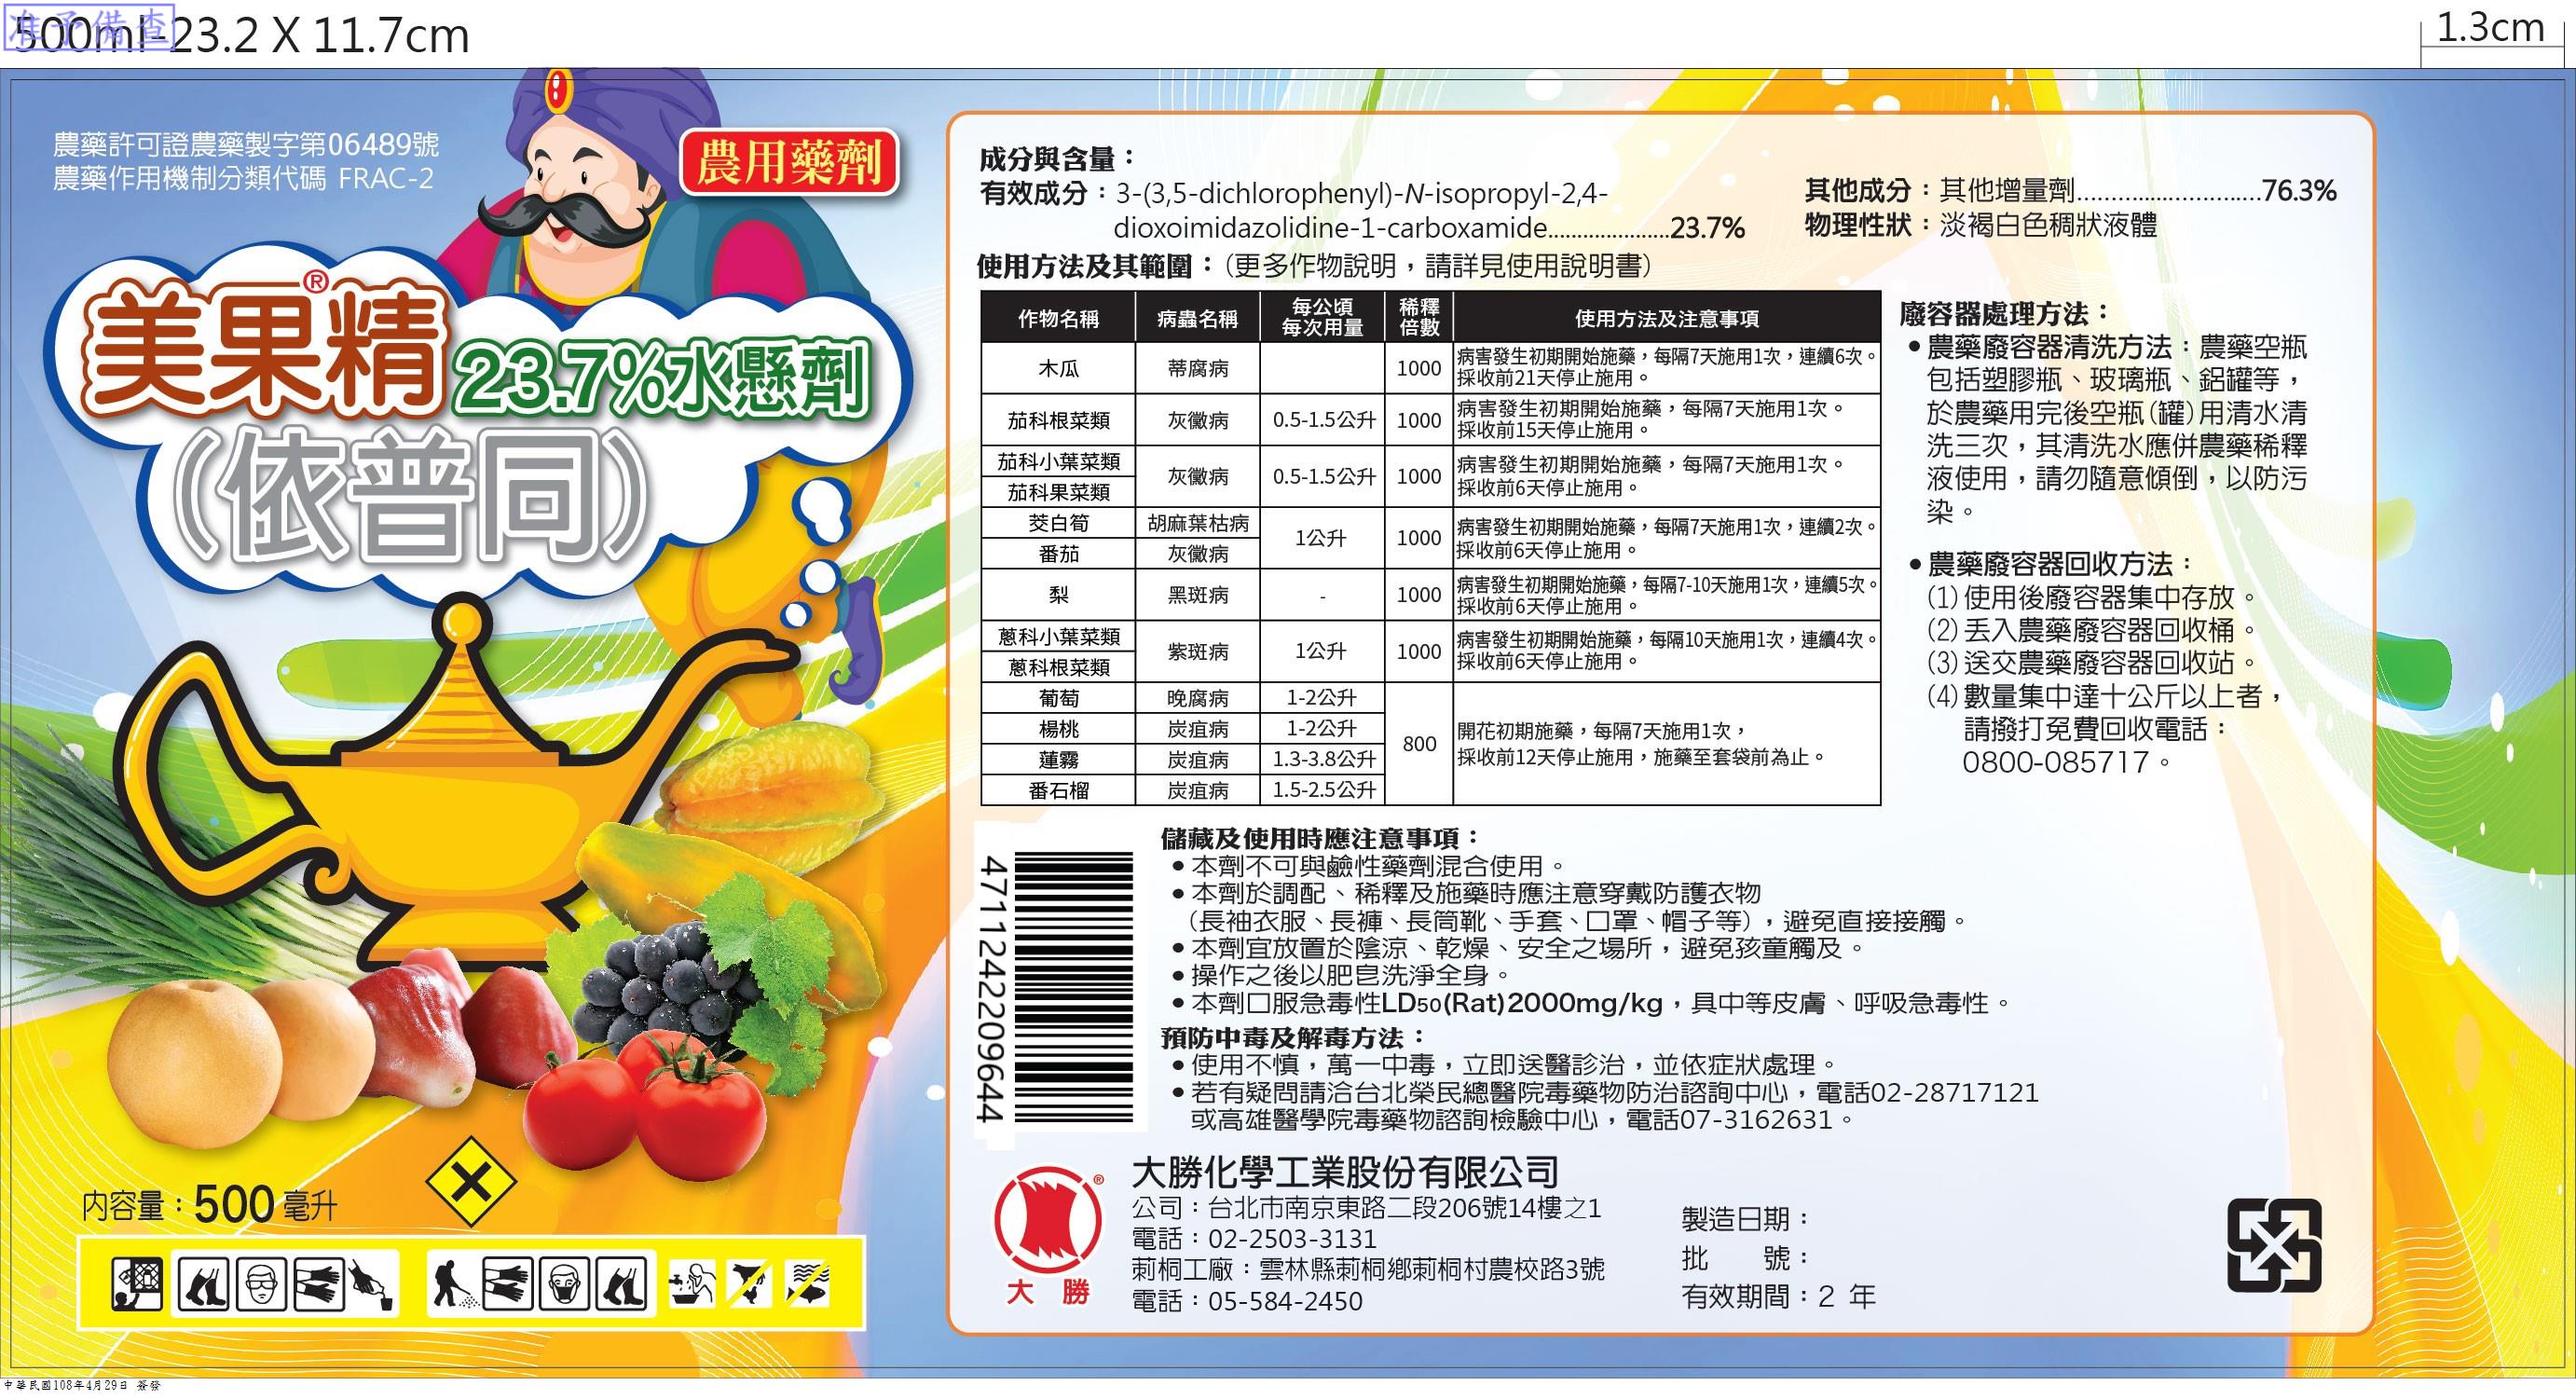 准予備查
500ml-23.2 X 11.7cm
1.3cm
農藥許可證農藥製字第06489號
農藥作用機制分類代碼 FRAC-2
農用藥劑
美果精®
23.7%水懸劑
(依普同)
內容量：500毫升
成分與含量：
有效成分：3-(3,5-dichlorophenyl)-N-isopropyl-2,4-
dioxoimidazolidine-1-carboxamide.....................23.7%
其他成分：其他增量劑................................76.3%
物理性狀：淡褐白色稠狀液體
使用方法及其範圍：(更多作物說明，請詳見使用說明書)
作物名稱 病蟲名稱 每公頃每次用量 稀釋倍數 使用方法及注意事項
木瓜 蒂腐病 1000 病害發生初期開始施藥，每隔7天施用1次，連續6次。
採收前21天停止施用。
茄科根菜類 灰黴病 0.5-1.5公升 1000 病害發生初期開始施藥，每隔7天施用1次。
採收前15天停止施用。
茄科小葉菜類
茄科果菜類
灰黴病 0.5-1.5公升 1000 病害發生初期開始施藥，每隔7天施用1次。
採收前6天停止施用。
茭白筍 胡麻葉枯病
番茄 灰黴病
1公升 1000 病害發生初期開始施藥，每隔7天施用1次，連續2次。
採收前6天停止施用。
梨 黑斑病 - 1000 病害發生初期開始施藥，每隔7-10天施用1次，連續5次。
採收前6天停止施用。
蔥科小葉菜類
蔥科根菜類
紫斑病 1公升 1000 病害發生初期開始施藥，每隔10天施用1次，連續4次。
採收前6天停止施用。
葡萄 晚腐病 1-2公升
楊桃 炭疽病 1-2公升
蓮霧 炭疽病 1.3-3.8公升
番石榴 炭疽病 1.5-2.5公升
800 開花初期施藥，每隔7天施用1次，
採收前12天停止施用，施藥至套袋前為止。
廢容器處理方法：
• 農藥廢容器清洗方法：農藥空瓶
包括塑膠瓶、玻璃瓶、鋁罐等，
於農藥用完後空瓶(罐)用清水清
洗三次，其清洗水應併農藥稀釋
液使用，請勿隨意傾倒，以防污
染。
• 農藥廢容器回收方法：
(1)使用後廢容器集中存放。
(2)丟入農藥廢容器回收桶。
(3)送交農藥廢容器回收站。
(4)數量集中達十公斤以上者，
請撥打免費回收電話：
0800-085717。
4711242209644
儲藏及使用時應注意事項：
• 本劑不可與鹼性藥劑混合使用。
• 本劑於調配、稀釋及施藥時應注意穿戴防護衣物
(長袖衣服、長褲、長筒靴、手套、口罩、帽子等)，避免直接接觸。
• 本劑宜放置於陰涼、乾燥、安全之場所，避免孩童觸及。
• 操作之後以肥皂洗淨全身。
• 本劑口服急毒性LD50(Rat)2000mg/kg，具中等皮膚、呼吸急毒性。
預防中毒及解毒方法：
• 使用不慎，萬一中毒，立即送醫診治，並依症狀處理。
• 若有疑問請洽台北榮民總醫院毒藥物防治諮詢中心，電話02-28717121
或高雄醫學院毒藥物諮詢檢驗中心，電話07-3162631。
®
大勝
大勝化學工業股份有限公司
公司：台北市南京東路二段206號14樓之1
電話：02-2503-3131
莿桐工廠：雲林縣莿桐鄉莿桐村農校路3號
電話：05-584-2450
製造日期：
批　　號：
有效期間：2 年
中華民國108年4月29日 簽發